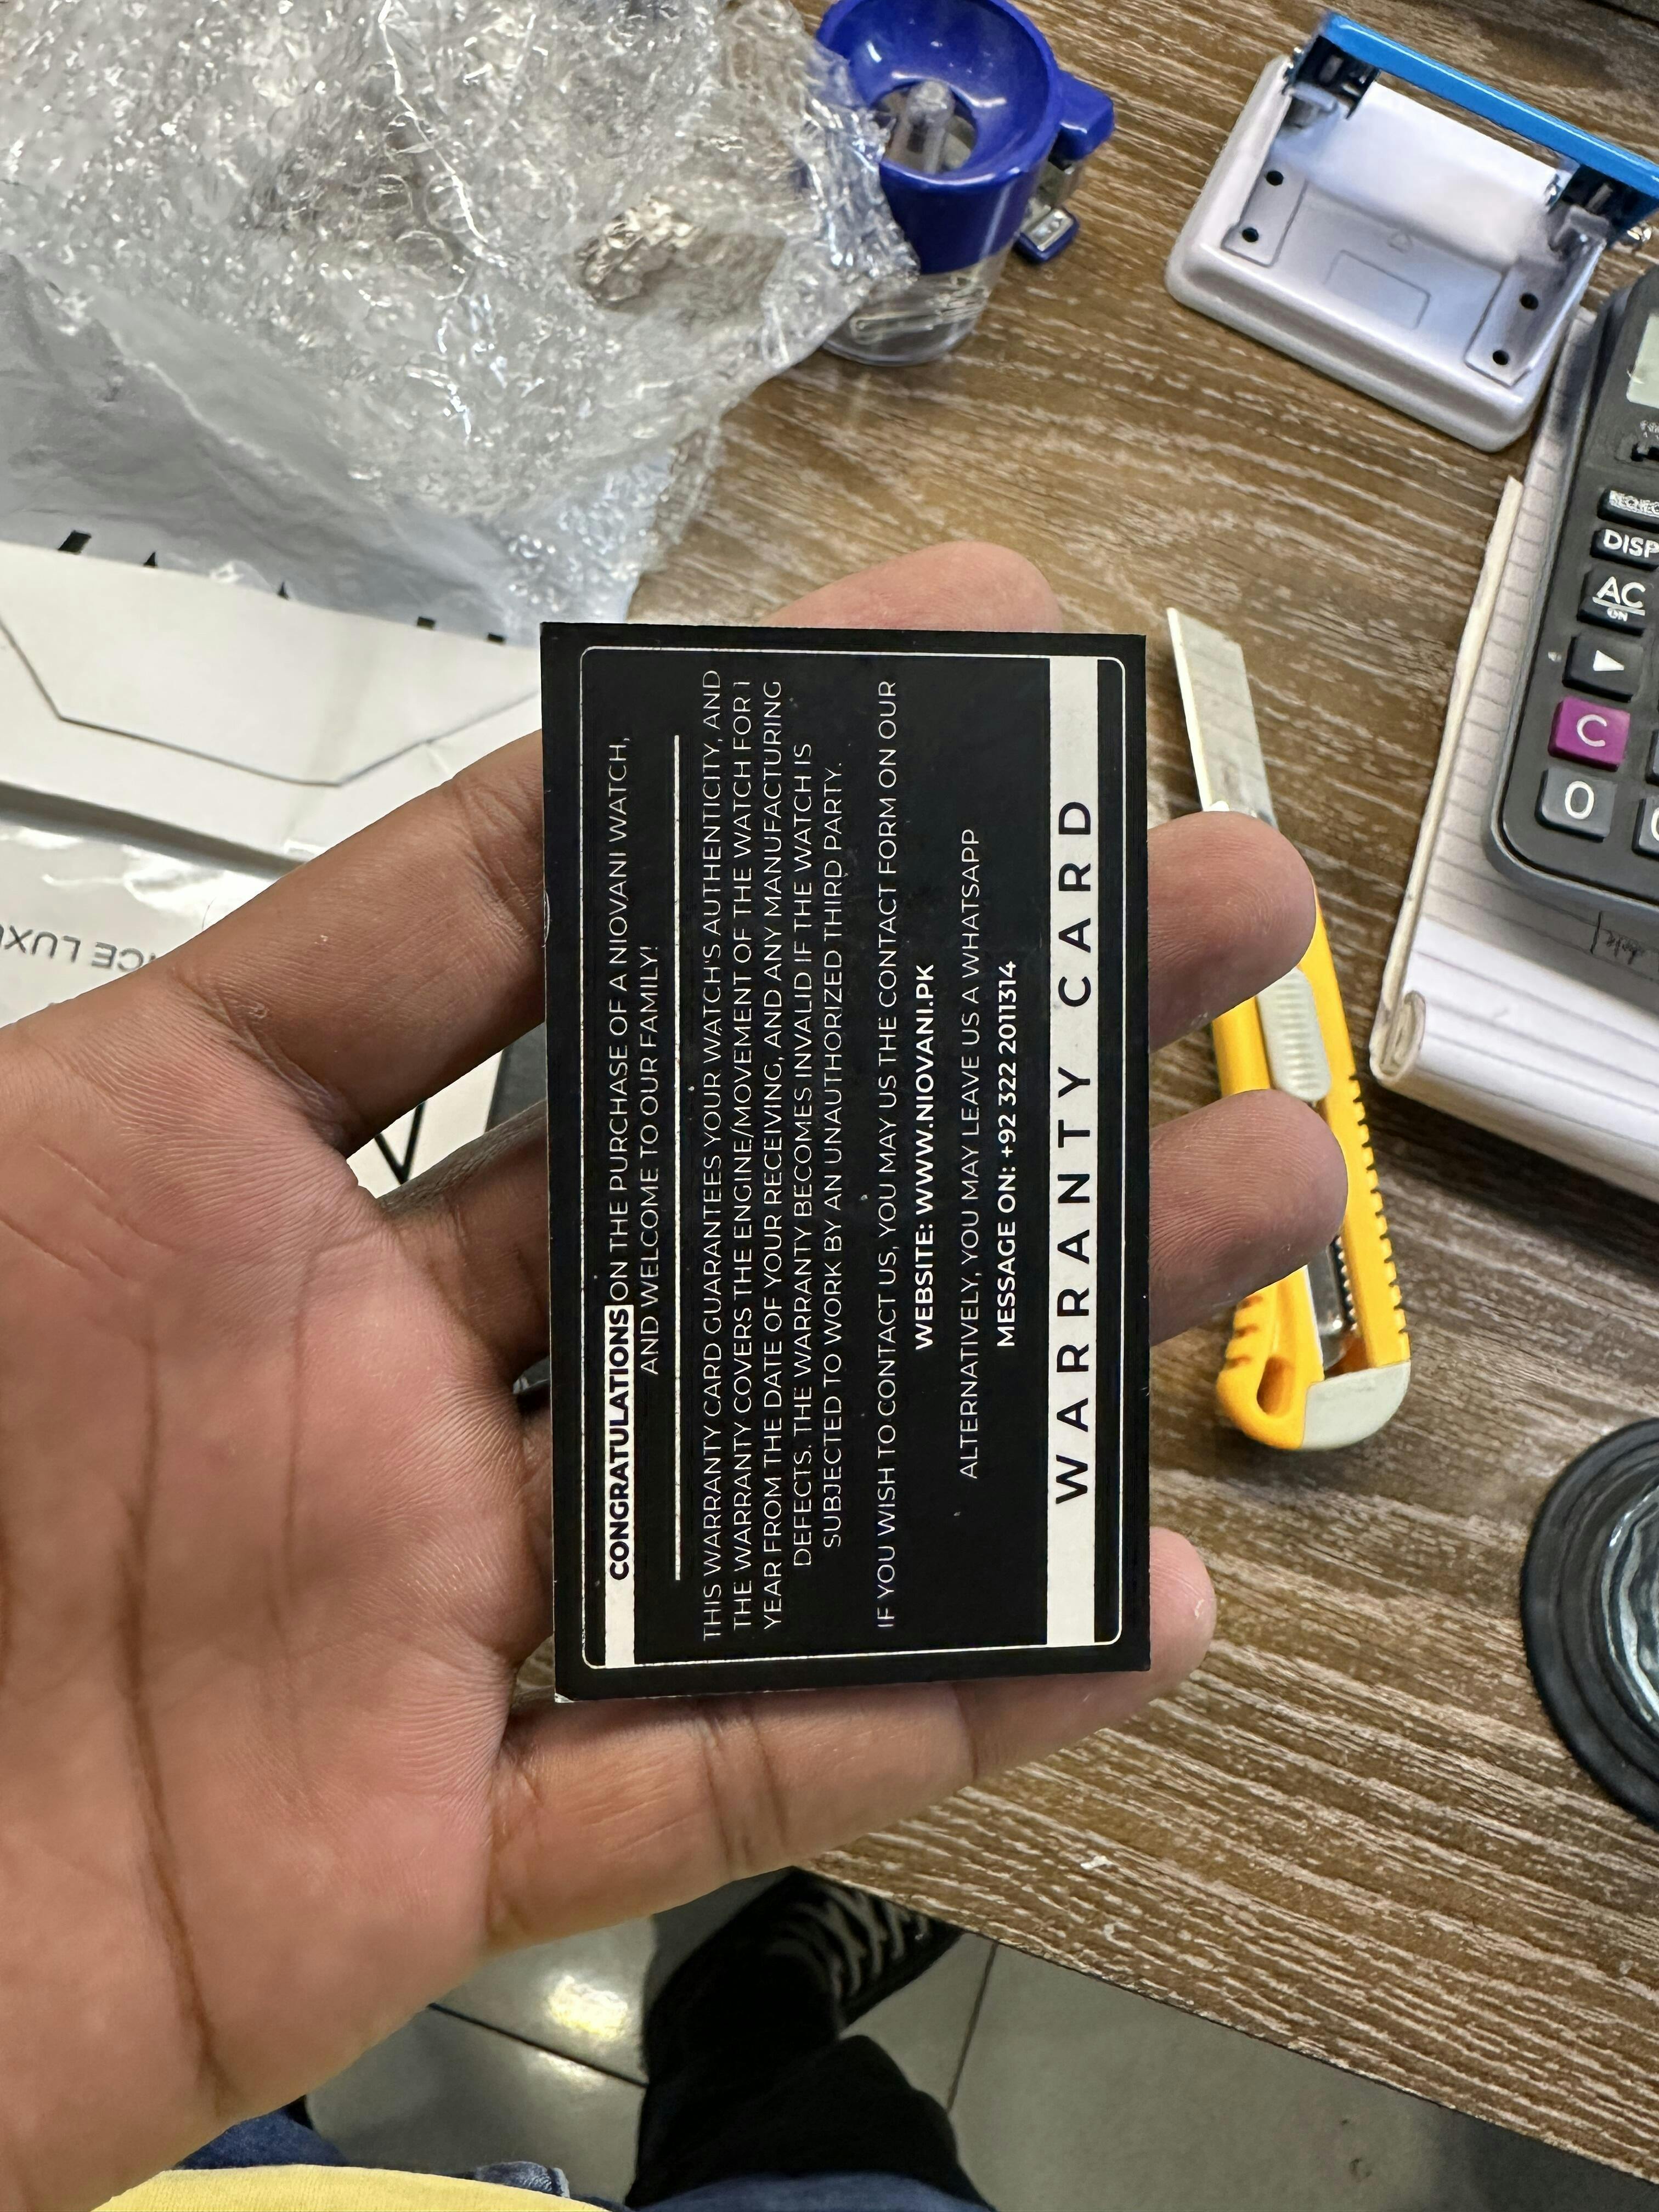 CONGRATULATIONS ON THE PURCHASE OF A NIOVANI WATCH,
AND WELCOME TO OUR FAMILY!
THIS WARRANTY CARD GUARANTEES YOUR WATCH'S AUTHENTICITY, AND
THE WARRANTY COVERS THE ENGINE/MOVEMENT OF THE WATCH FOR 1
YEAR FROM THE DATE OF YOUR RECEIVING, AND ANY MANUFACTURING
DEFECTS. THE WARRANTY BECOMES INVALID IF THE WATCH IS
SUBJECTED TO WORK BY AN UNAUTHORIZED THIRD PARTY.
IF YOU WISH TO CONTACT US, YOU MAY US THE CONTACT FORM ON OUR
WEBSITE: WWW.NIOVANI.PK
ALTERNATIVELY, YOU MAY LEAVE US A WHATSAPP
MESSAGE ON: +92 322 2011314
WARRANTY CARD
DISP
AC
ON
C
0